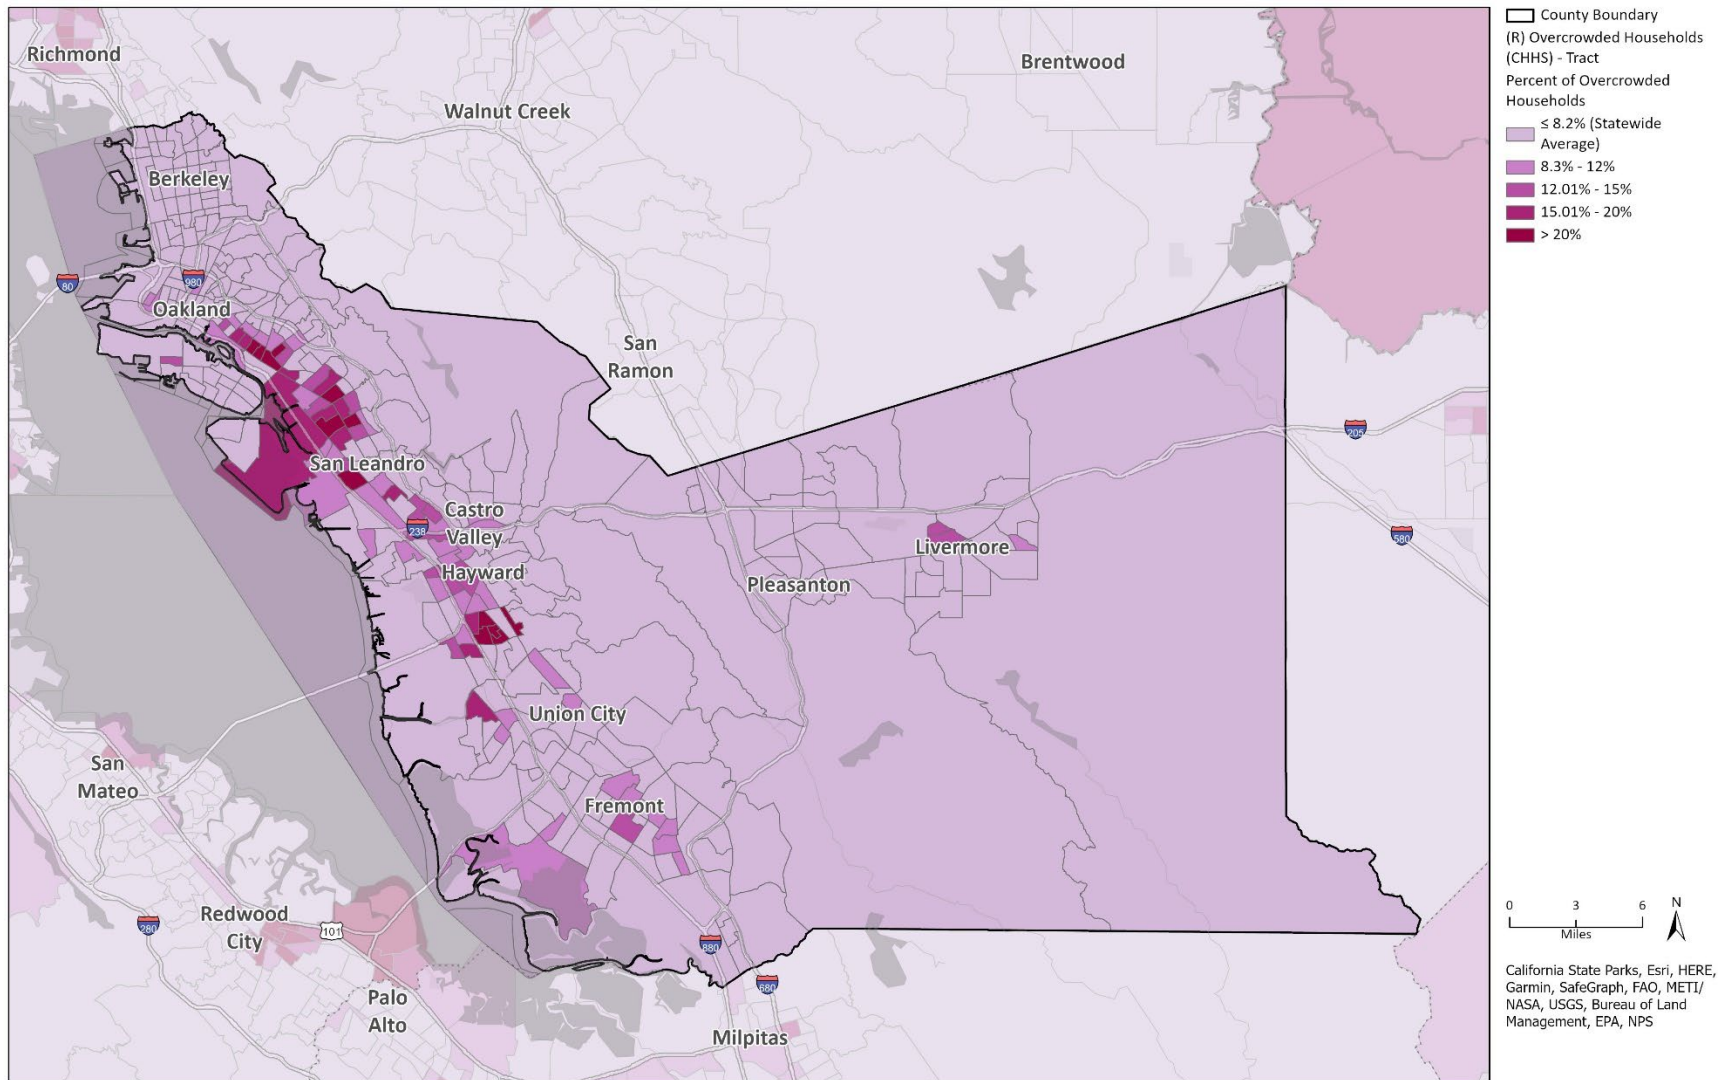 Richmond
Brentwood
Walnut Creek
Berkeley
80
980
Oakland
San
Ramon
205
San Leandro
Castro
Valley
238
580
Livermore
Hayward
Pleasanton
Union City
San
Mateo
Fremont
Redwood
City
280
101
880
680
Palo
Alto
Milpitas
County Boundary
(R) Overcrowded Households
(CHHS) - Tract
Percent of Overcrowded
Households
≤ 8.2% (Statewide
Average)
8.3% - 12%
12.01% - 15%
15.01% - 20%
> 20%
0 3 6
Miles
N
California State Parks, Esri, HERE,
Garmin, SafeGraph, FAO, METI/
NASA, USGS, Bureau of Land
Management, EPA, NPS